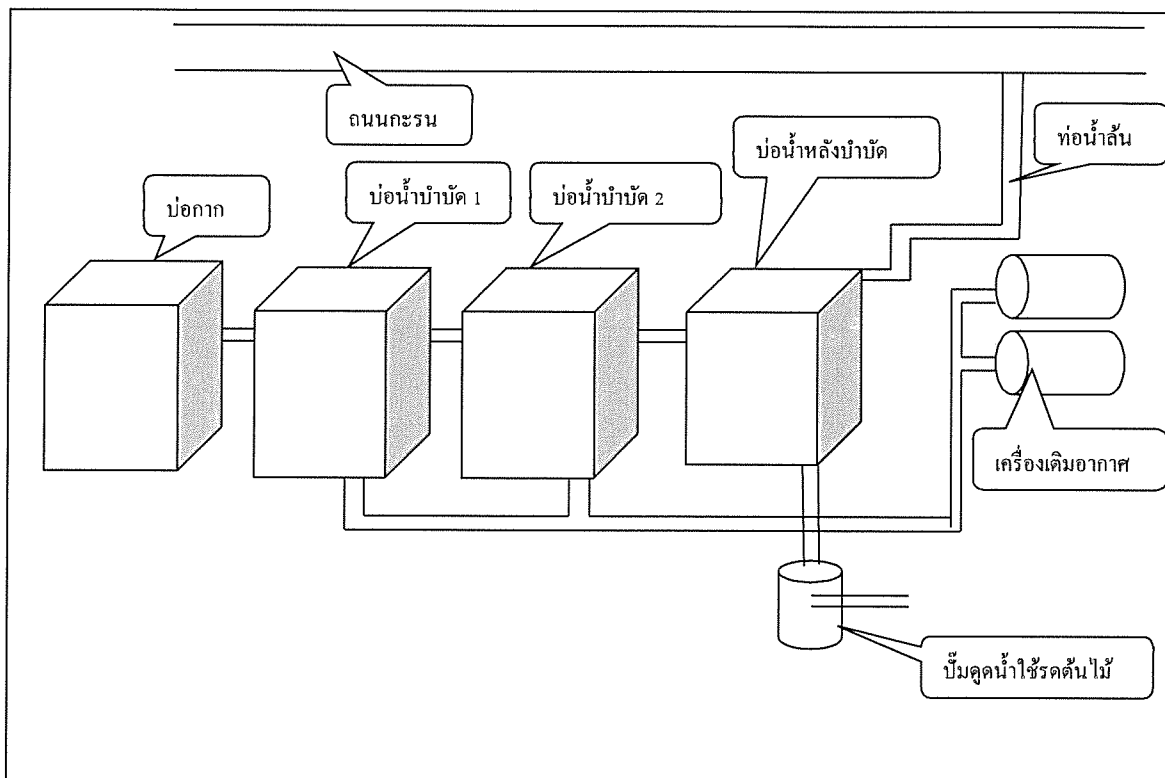 ถนนกะรน
ท่อน้ำล้น
บ่อน้ำหลังบำบัด
บ่อกาก
บ่อน้ำบำบัด 1
บ่อน้ำบำบัด 2
เครื่องเติมอากาศ
ปั๊มดูดน้ำใช้รดต้นไม้